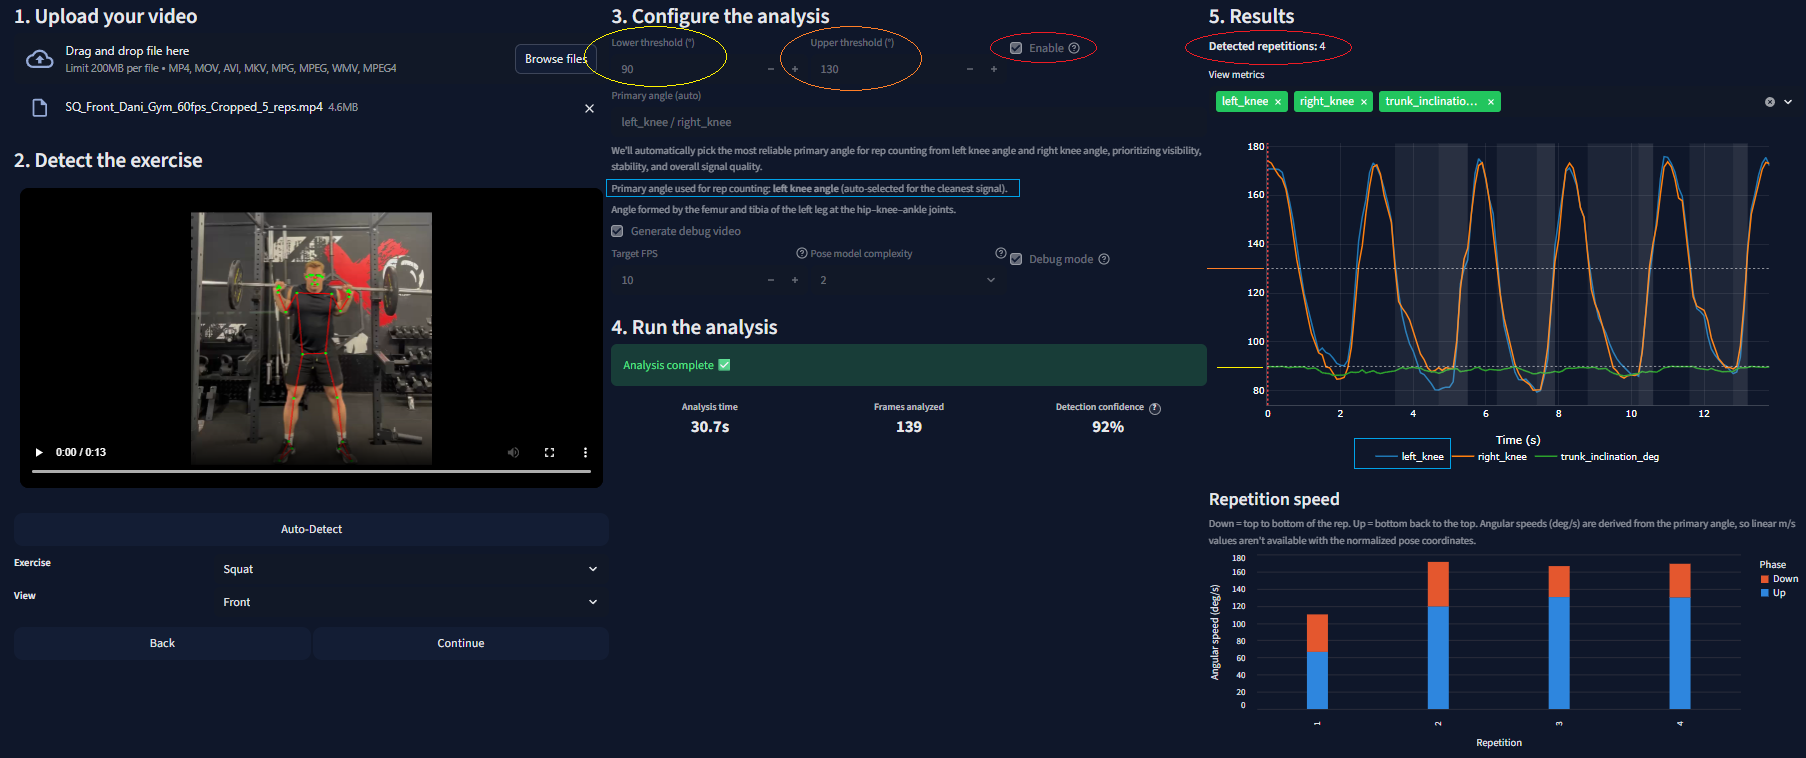 1. Upload your video
Drag and drop file here
Limit 200MB per file • MP4, MOV, AVI, MKV, MPG, MPEG, WMV, MPEG4
Browse files
SQ_Front_Dani_Gym_60fps_Cropped_5_reps.mp4 4.6MB
2. Detect the exercise
0:00 / 0:13
Auto-Detect
Exercise
Squat
View
Front
Back
Continue
3. Configure the analysis
Lower threshold (°)
Upper threshold (°)
Enable
90
130
Primary angle (auto)
left_knee / right_knee
We'll automatically pick the most reliable primary angle for rep counting from left knee angle and right knee angle, prioritizing visibility,
stability, and overall signal quality.
Primary angle used for rep counting: left knee angle (auto-selected for the cleanest signal).
Angle formed by the femur and tibia of the left leg at the hip–knee–ankle joints.
Generate debug video
Target FPS
Pose model complexity
Debug mode
10
2
4. Run the analysis
Analysis complete ✅
Analysis time
30.7s
Frames analyzed
139
Detection confidence
92%
5. Results
Detected repetitions: 4
View metrics
left_knee
right_knee
trunk_inclinatio…
180
160
140
120
100
80
0 2 4 6 8 10 12
Time (s)
left_knee right_knee trunk_inclination_deg
Repetition speed
Down = top to bottom of the rep. Up = bottom back to the top. Angular speeds (deg/s) are derived from the primary angle, so linear m/s
values aren't available with the normalized pose coordinates.
Angular speed (deg/s)
180
160
140
120
100
80
60
40
20
0
1 2 3 4
Repetition
Phase
Down
Up